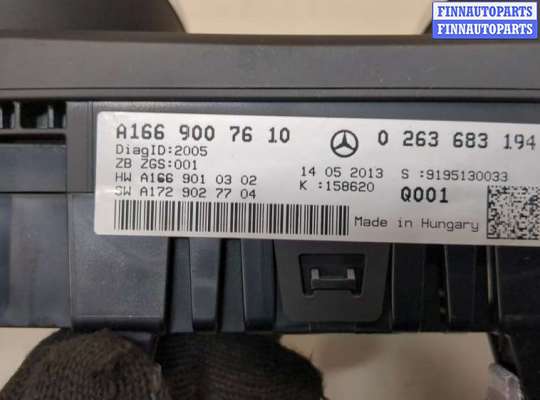 FINNAUTOPARTS
FINNAUTOPARTS
A166 900 76 10 0 263 683 194
DiagID:2005
ZB ZGS:001 14 05 2013 S :9195130033
HW A166 901 03 02 K :158620 Q001
SW A172 902 77 04
Made in Hungary